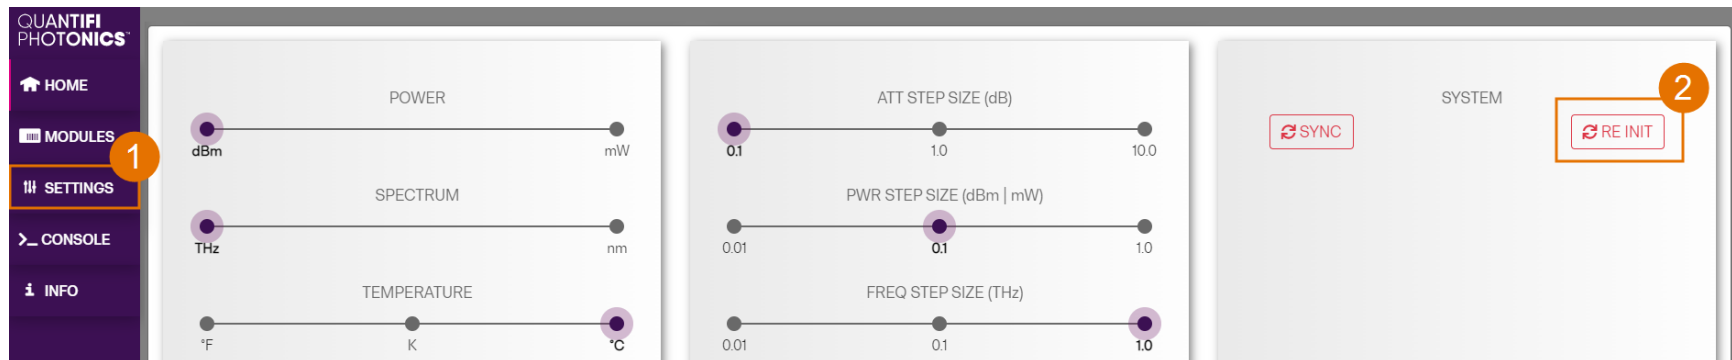 QUANTIFI
PHOTONICS™
HOME
MODULES
1
SETTINGS
>_ CONSOLE
INFO
POWER
dBm
mW
SPECTRUM
THz
nm
TEMPERATURE
°F
K
°C
ATT STEP SIZE (dB)
0.1
1.0
10.0
PWR STEP SIZE (dBm | mW)
0.01
0.1
1.0
FREQ STEP SIZE (THz)
0.01
0.1
1.0
SYSTEM
2
SYNC
RE INIT